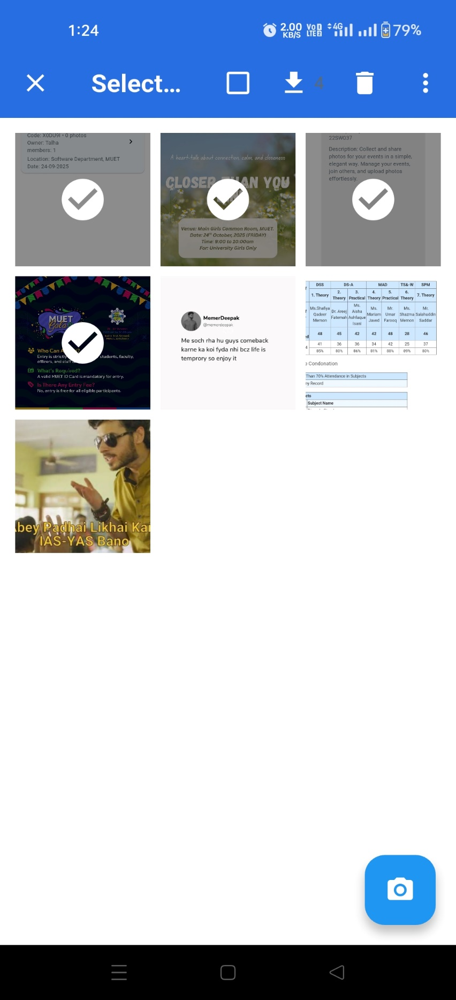 1:24
2.00
KB/S
Vo
LTE 2
4G
79%
Select...
4
Code: X0DU9I • 0 photos
Owner: Talha
members: 1
Location: Software Department, MUET
Date: 24-09-2025
A heart-talk about connection, calm, and closeness
CLOSER THAN YOU
Venue: Main Girls Common Room, MUET.
Date: 24th October, 2025 (FRIDAY)
Time: 9:00 to 10:00am
For: University Girls Only
22SW037
Description: Collect and share
photos for your events in a simple,
elegant way. Manage your events,
join others, and upload photos
effortlessly.
MUET
Gala
Who Can A
Entry is strictly students, faculty,
officers, and staff
What's Required?
A valid MUET ID Card is mandatory for entry.
Is There Any Entry Fee?
No, entry is free for all eligible participants.
MemerDeepak
@memerdeepak
Me soch rha hu guys comeback
karne ka koi fyda nhi bcz life is
temprory so enjoy it
DSS DS-A MAD TS&-W SPM
1. Theory 2. Theory 3. Practical 4. Theory 5. Practical 6. Theory 7. Theory
Ms.Shafiya Qadeer Memon Dr. Areej Fatemah Ms. Aisha Ashfaque Isani Ms. Mariam Javed Mr. Umar Farooq Ms. Shazma Memon Mr. Salahuddin Saddar
48 45 42 42 48 28 46
41 36 36 34 42 25 37
85% 80% 86% 81% 88% 89% 80%
e Condonation
Than 70% Attendance in Subjects
ny Record
cts
Subject Name
bey Padhai Likhai Kar
IAS-YAS Bano